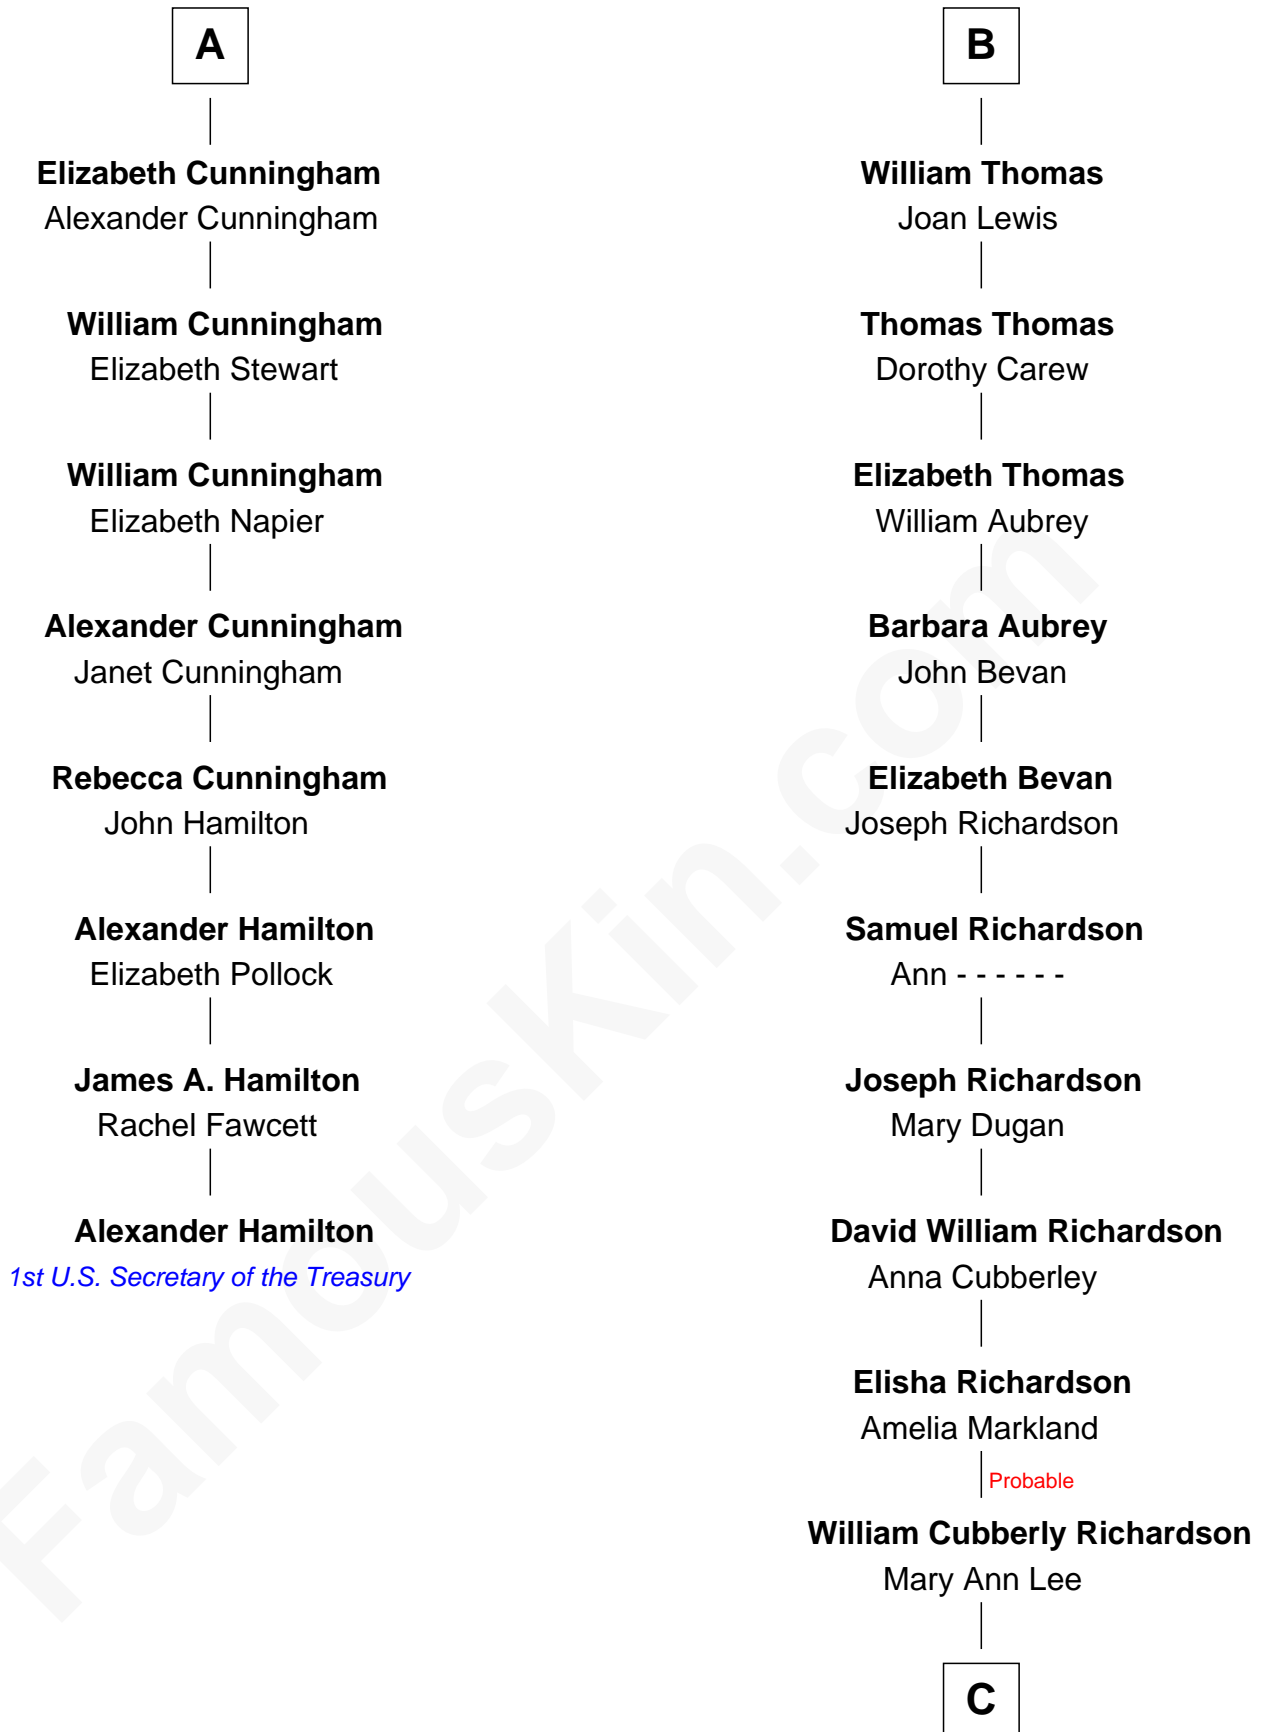 A
Elizabeth Cunningham
Alexander Cunningham
William Cunningham
Elizabeth Stewart
William Cunningham
Elizabeth Napier
Alexander Cunningham
Janet Cunningham
Rebecca Cunningham
John Hamilton
Alexander Hamilton
Elizabeth Pollock
James A. Hamilton
Rachel Fawcett
Alexander Hamilton
1st U.S. Secretary of the Treasury
B
William Thomas
Joan Lewis
Thomas Thomas
Dorothy Carew
Elizabeth Thomas
William Aubrey
Barbara Aubrey
John Bevan
Elizabeth Bevan
Joseph Richardson
Samuel Richardson
Ann - - - - - -
Joseph Richardson
Mary Dugan
David William Richardson
Anna Cubberley
Elisha Richardson
Amelia Markland
Probable
William Cubberly Richardson
Mary Ann Lee
C
FamousKin.com